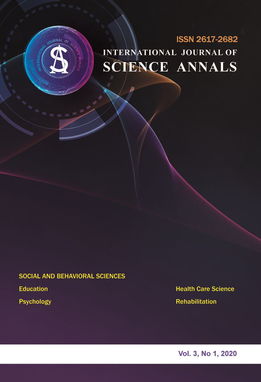 ISSN 2617-2682
INTERNATIONAL JOURNAL OF
SCIENCE ANNALS
SOCIAL AND BEHAVIORAL SCIENCES
Education
Health Care Science
Psychology
Rehabilitation
Vol. 3, No 1, 2020